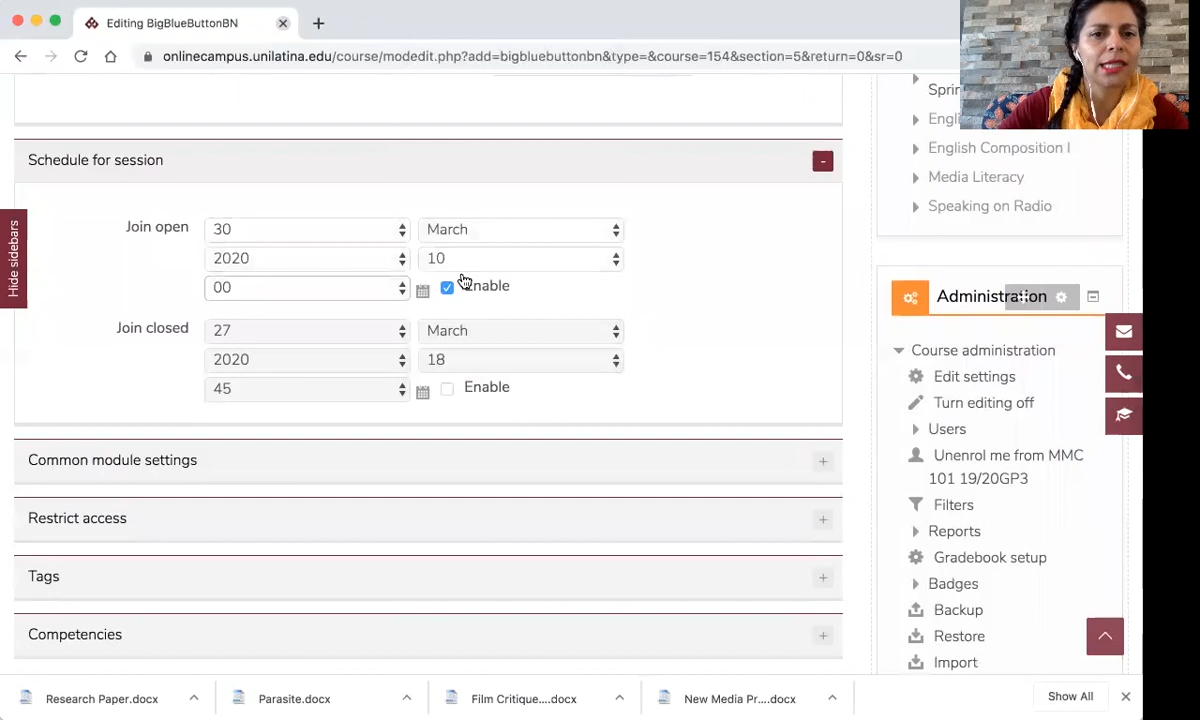 Editing BigBlueButtonBN
onlinecampus.unilatina.edu/course/modedit.php?add=bigbluebuttonbn&type=&course=154&section=5&return=0&sr=0
Hide sidebars
Schedule for session
-
Join open
30
March
2020
10
00
Enable
Join closed
27
March
2020
18
45
Enable
Common module settings
+
Restrict access
+
Tags
+
Competencies
+
English Composition I
Media Literacy
Speaking on Radio
Administration
Course administration
Edit settings
Turn editing off
Users
Unenrol me from MMC
101 19/20GP3
Filters
Reports
Gradebook setup
Badges
Backup
Restore
Import
Research Paper.docx
Parasite.docx
Film Critique....docx
New Media Pr....docx
Show All